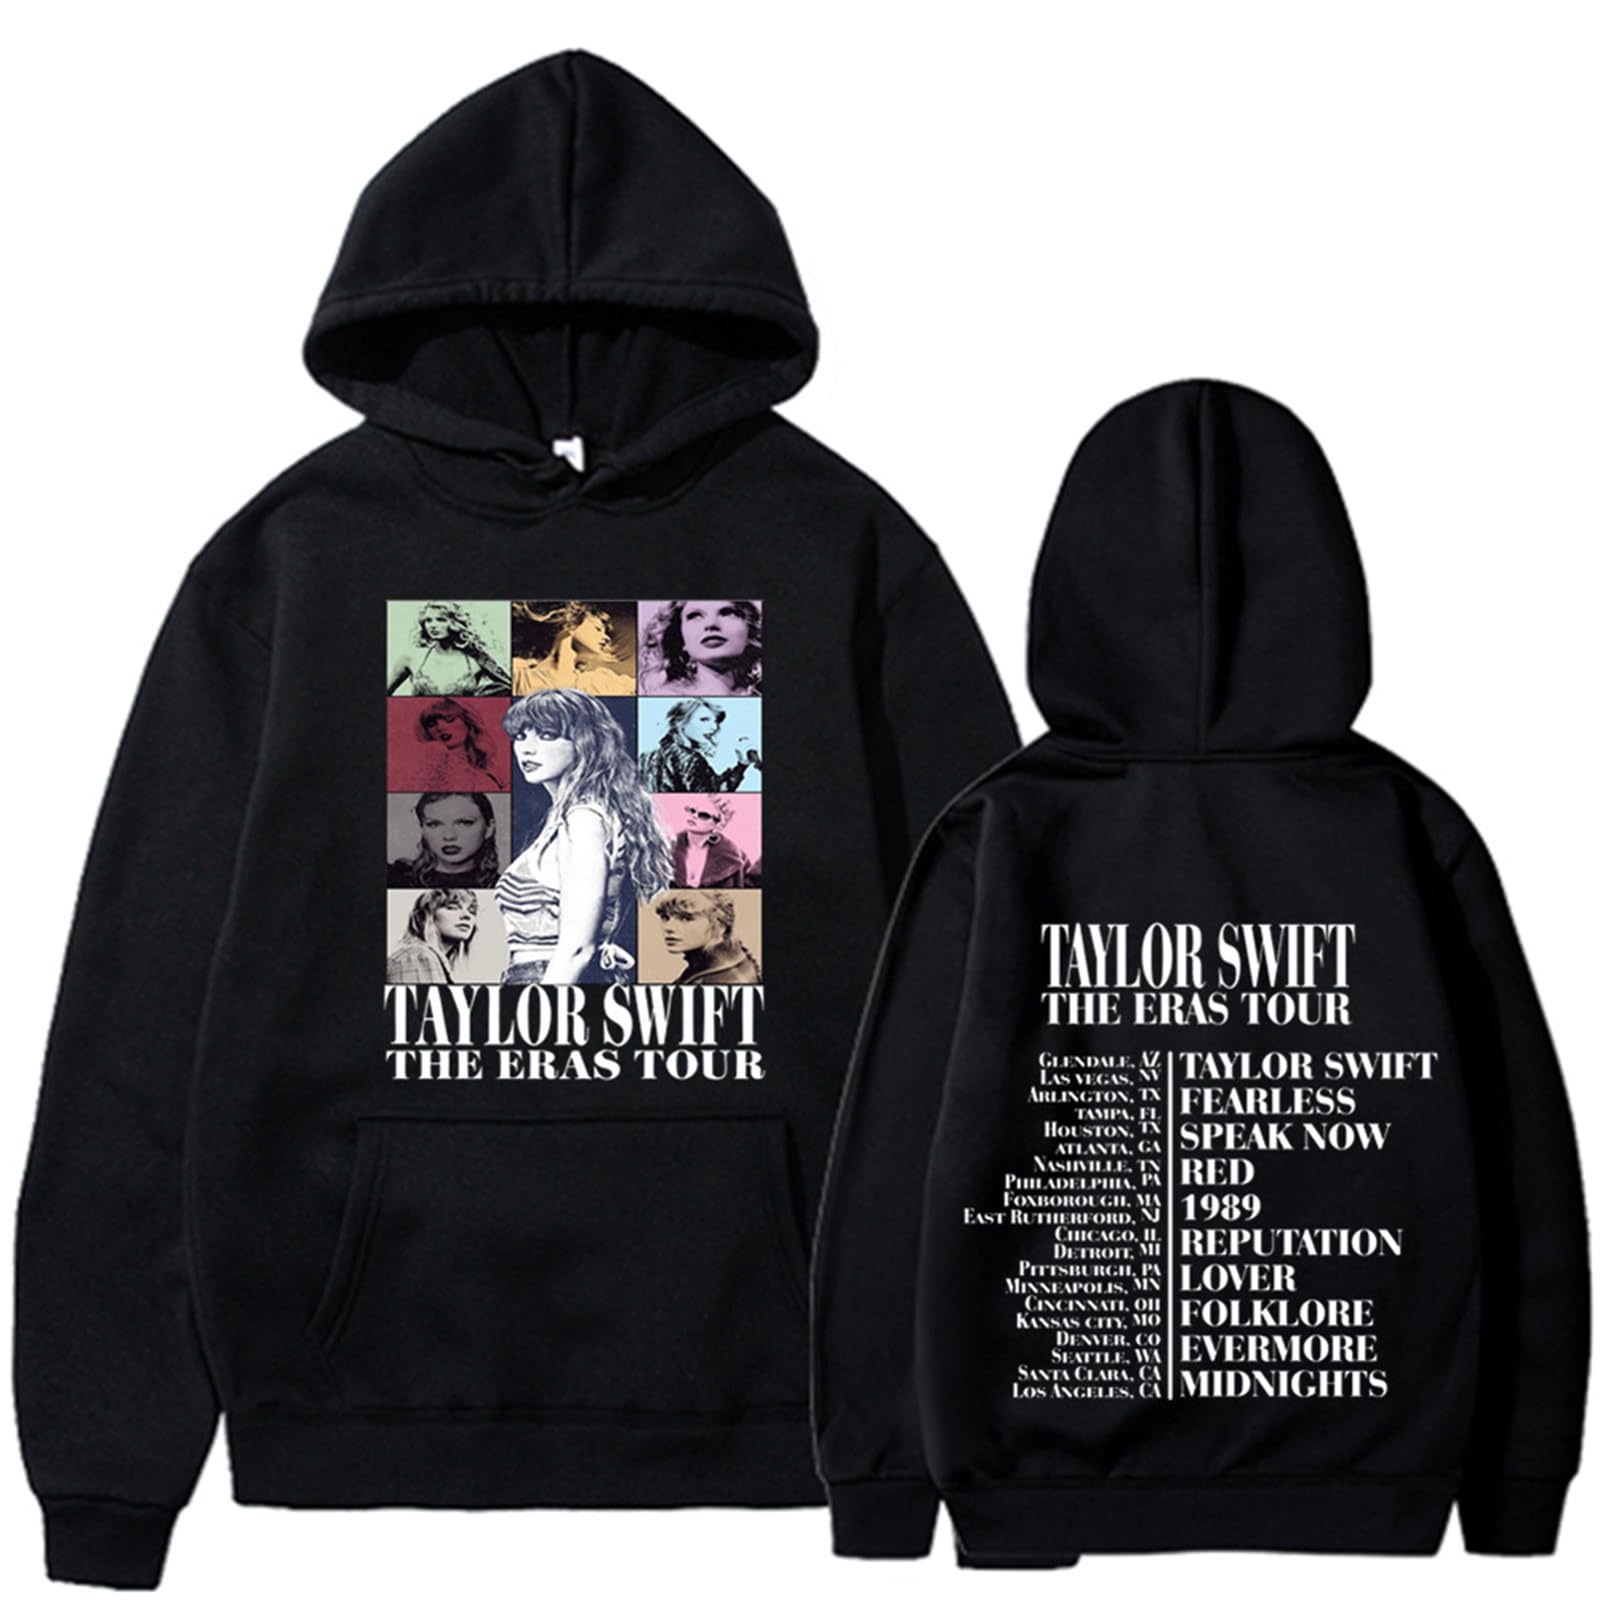 TAYLOR SWIFT
THE ERAS TOUR
TAYLOR SWIFT
THE ERAS TOUR
GLENDALE, AZ
LAS VEGAS, NV
ARLINGTON, TX
TAMPA, FL
HOUSTON, TX
ATLANTA, GA
NASHVILLE, TN
PHILADELPHIA, PA
FOXBOROUGH, MA
EAST RUTHERFORD, NJ
CHICAGO, IL
DETROIT, MI
PITTSBURGH, PA
MINNEAPOLIS, MN
CINCINNATI, OH
KANSAS CITY, MO
DENVER, CO
SEATTLE, WA
SANTA CLARA, CA
LOS ANGELES, CA
TAYLOR SWIFT
FEARLESS
SPEAK NOW
RED
1989
REPUTATION
LOVER
FOLKLORE
EVERMORE
MIDNIGHTS